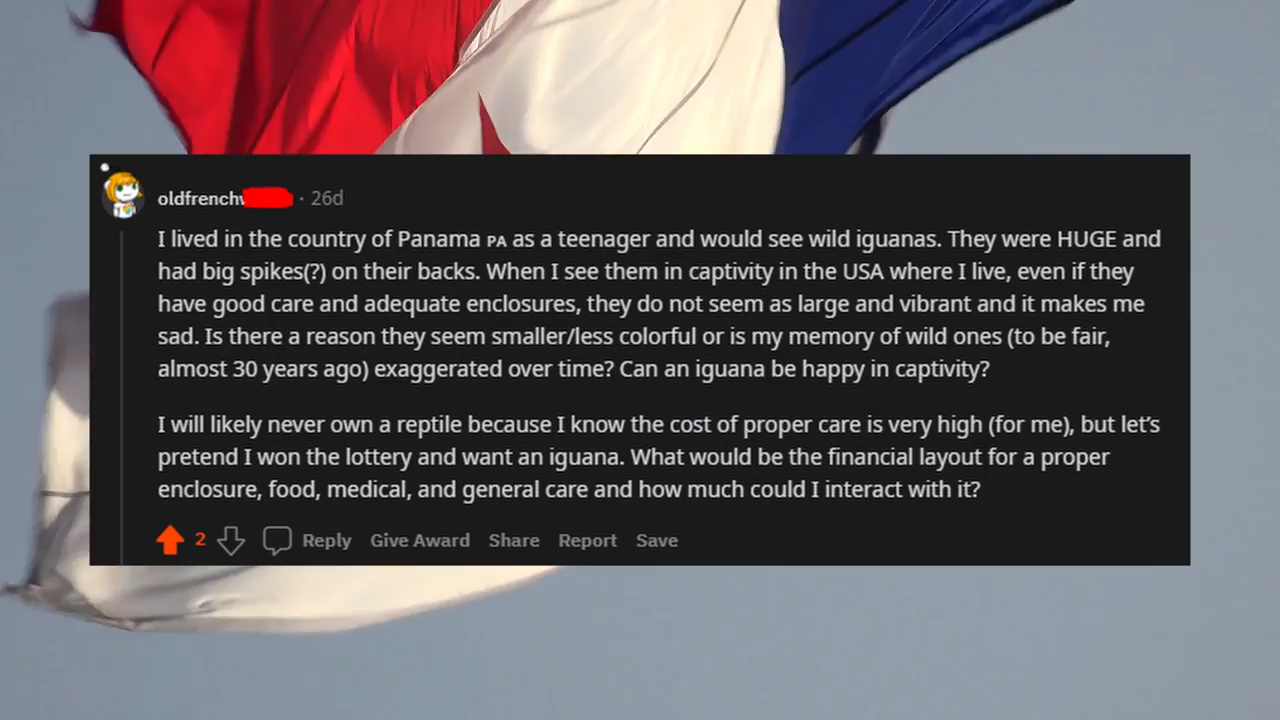 oldfrench · 26d
I lived in the country of Panama PA as a teenager and would see wild iguanas. They were HUGE and
had big spikes(?) on their backs. When I see them in captivity in the USA where I live, even if they
have good care and adequate enclosures, they do not seem as large and vibrant and it makes me
sad. Is there a reason they seem smaller/less colorful or is my memory of wild ones (to be fair,
almost 30 years ago) exaggerated over time? Can an iguana be happy in captivity?
I will likely never own a reptile because I know the cost of proper care is very high (for me), but let’s
pretend I won the lottery and want an iguana. What would be the financial layout for a proper
enclosure, food, medical, and general care and how much could I interact with it?
2 Reply Give Award Share Report Save